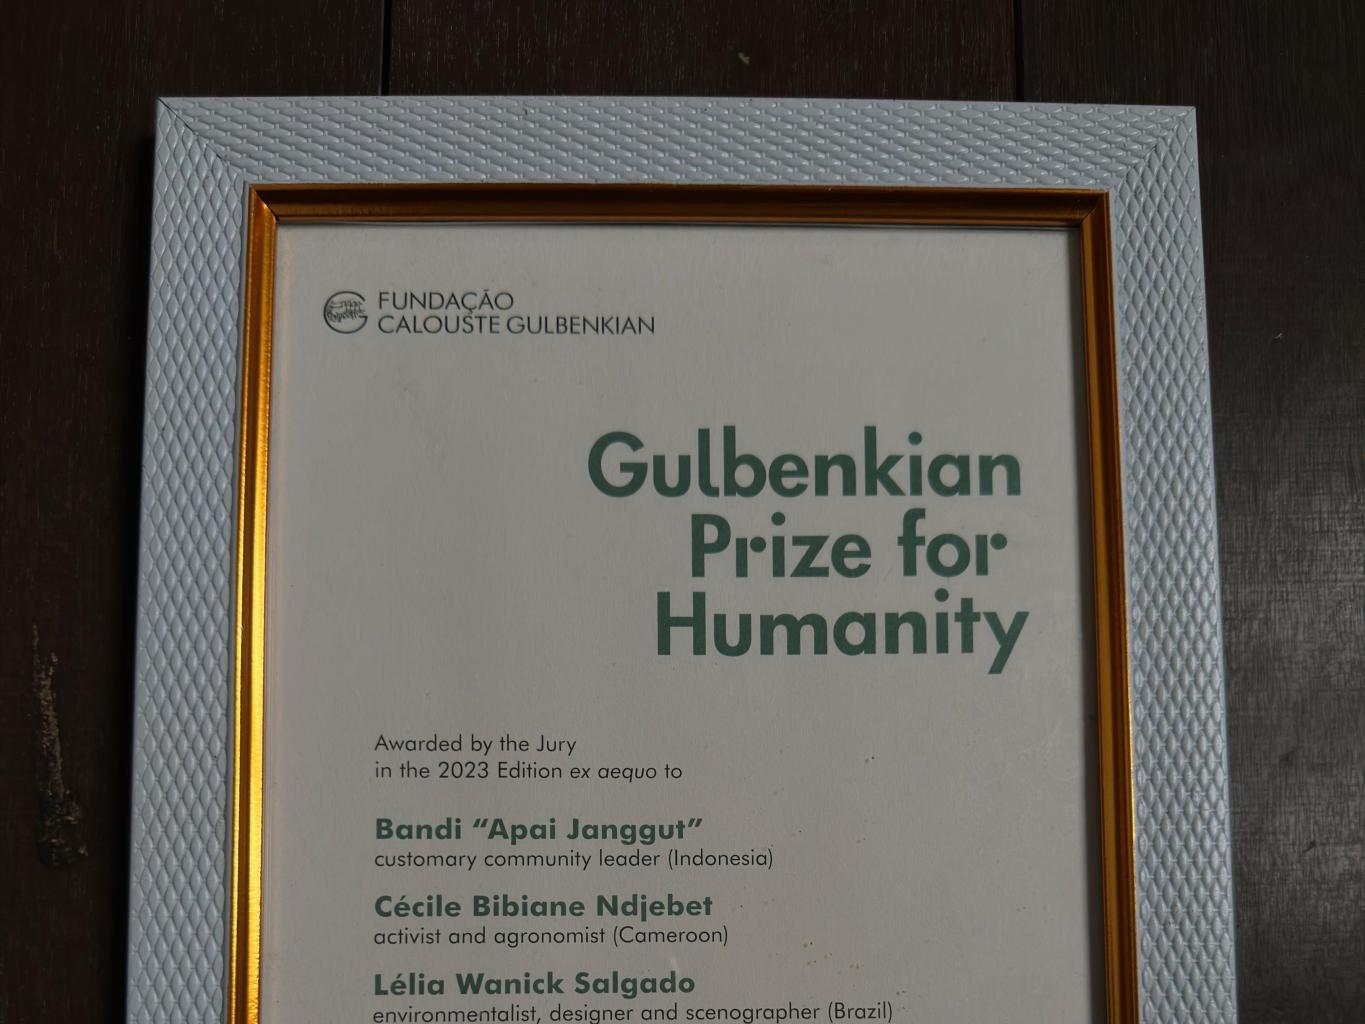 FUNDAÇÃO
CALOUSTE GULBENKIAN
Gulbenkian
Prize for
Humanity
Awarded by the Jury
in the 2023 Edition ex aequo to
Bandi “Apai Janggut”
customary community leader (Indonesia)
Cécile Bibiane Ndjebet
activist and agronomist (Cameroon)
Lélia Wanick Salgado
environmentalist, designer and scenographer (Brazil)